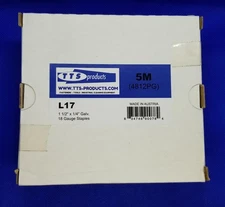 TTS
products
5M
(4812PG)
WWW.TTS-PRODUCTS.COM
L17
MADE IN AUSTRIA
1 1/2" x 1/4" Galv.
18 Gauge Staples